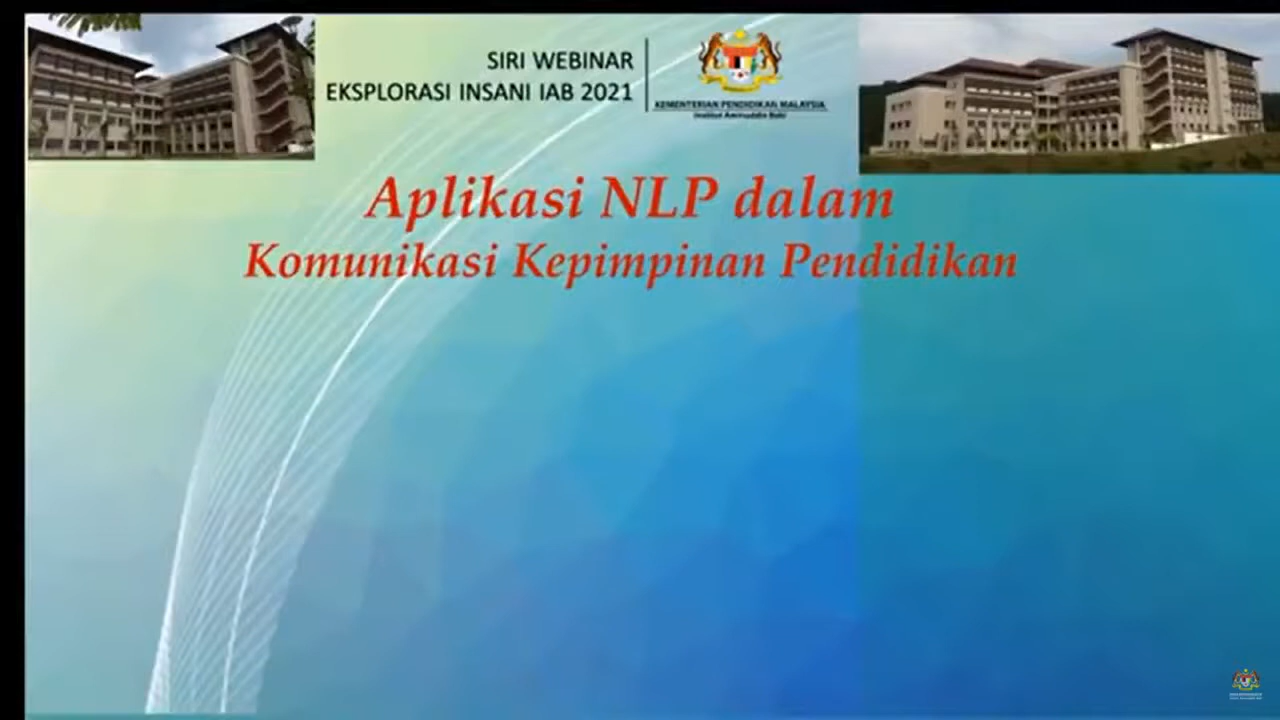 SIRI WEBINAR
EKSPLORASI INSANI IAB 2021
KEMENTERIAN PENDIDIKAN MALAYSIA
Institut Aminuddin Baki
Aplikasi NLP dalam
Komunikasi Kepimpinan Pendidikan